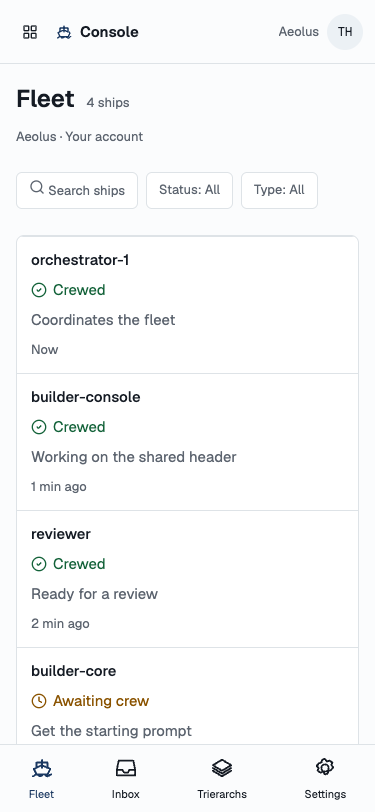 Console
Aeolus
TH
Fleet 4 ships
Aeolus · Your account
Search ships
Status: All
Type: All
orchestrator-1
Crewed
Coordinates the fleet
Now
builder-console
Crewed
Working on the shared header
1 min ago
reviewer
Crewed
Ready for a review
2 min ago
builder-core
Awaiting crew
Get the starting prompt
Fleet
Inbox
Trierarchs
Settings